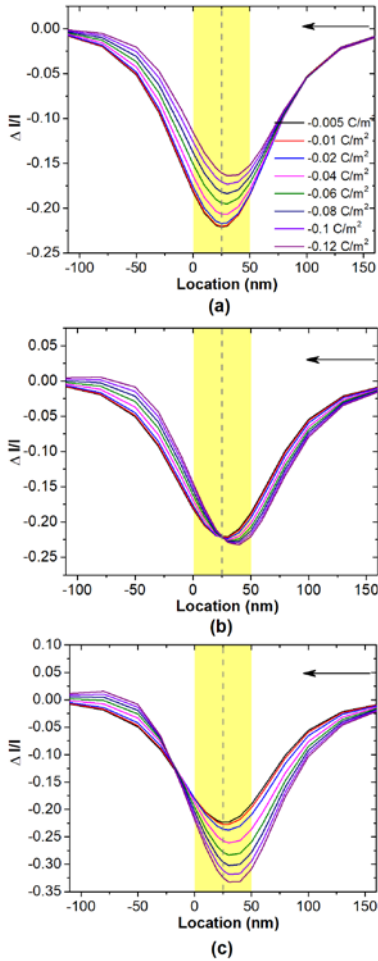 0.00
-0.05
-0.10
-0.15
-0.20
-0.25
Δ I/I
-0.005 C/m²
-0.01 C/m²
-0.02 C/m²
-0.04 C/m²
-0.06 C/m²
-0.08 C/m²
-0.1 C/m²
-0.12 C/m²
-100 -50 0 50 100 150
Location (nm)
(a)
0.05
0.00
-0.05
-0.10
-0.15
-0.20
-0.25
Δ I/I
-100 -50 0 50 100 150
Location (nm)
(b)
0.10
0.05
0.00
-0.05
-0.10
-0.15
-0.20
-0.25
-0.30
-0.35
Δ I/I
-100 -50 0 50 100 150
Location (nm)
(c)